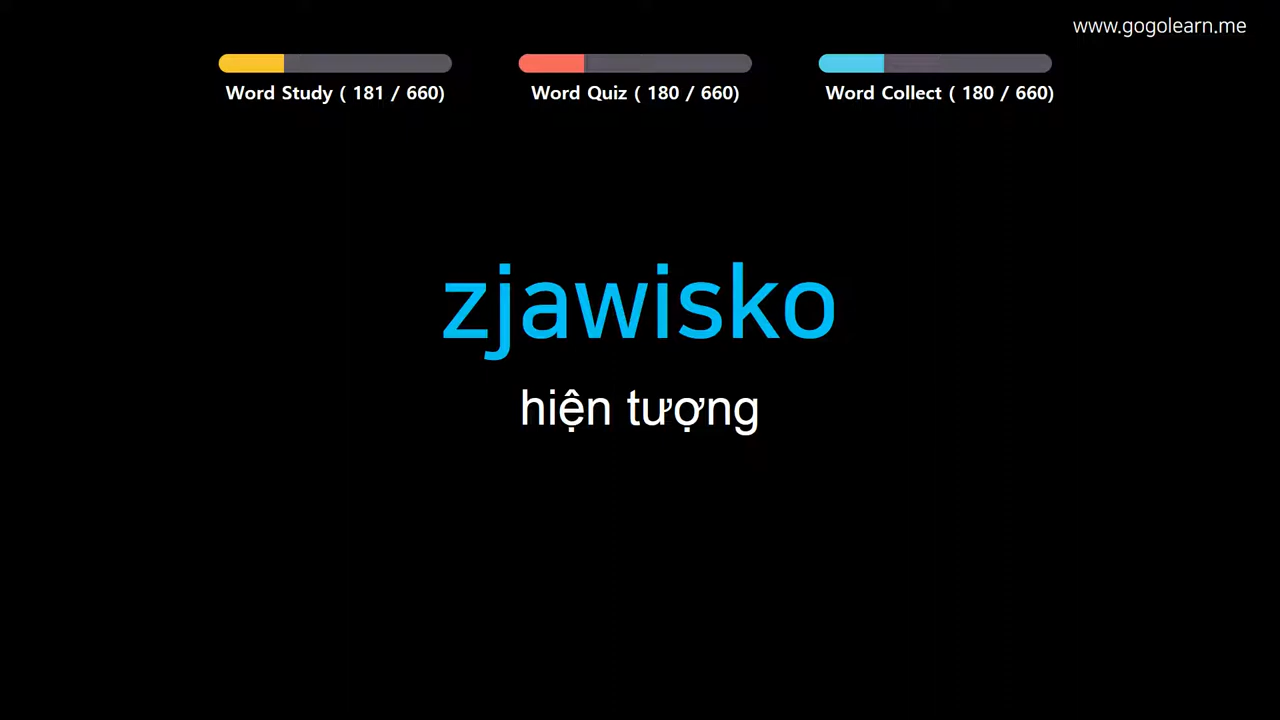 www.gogolearn.me
Word Study ( 181 / 660)
Word Quiz ( 180 / 660)
Word Collect ( 180 / 660)
zjawisko
hiện tượng